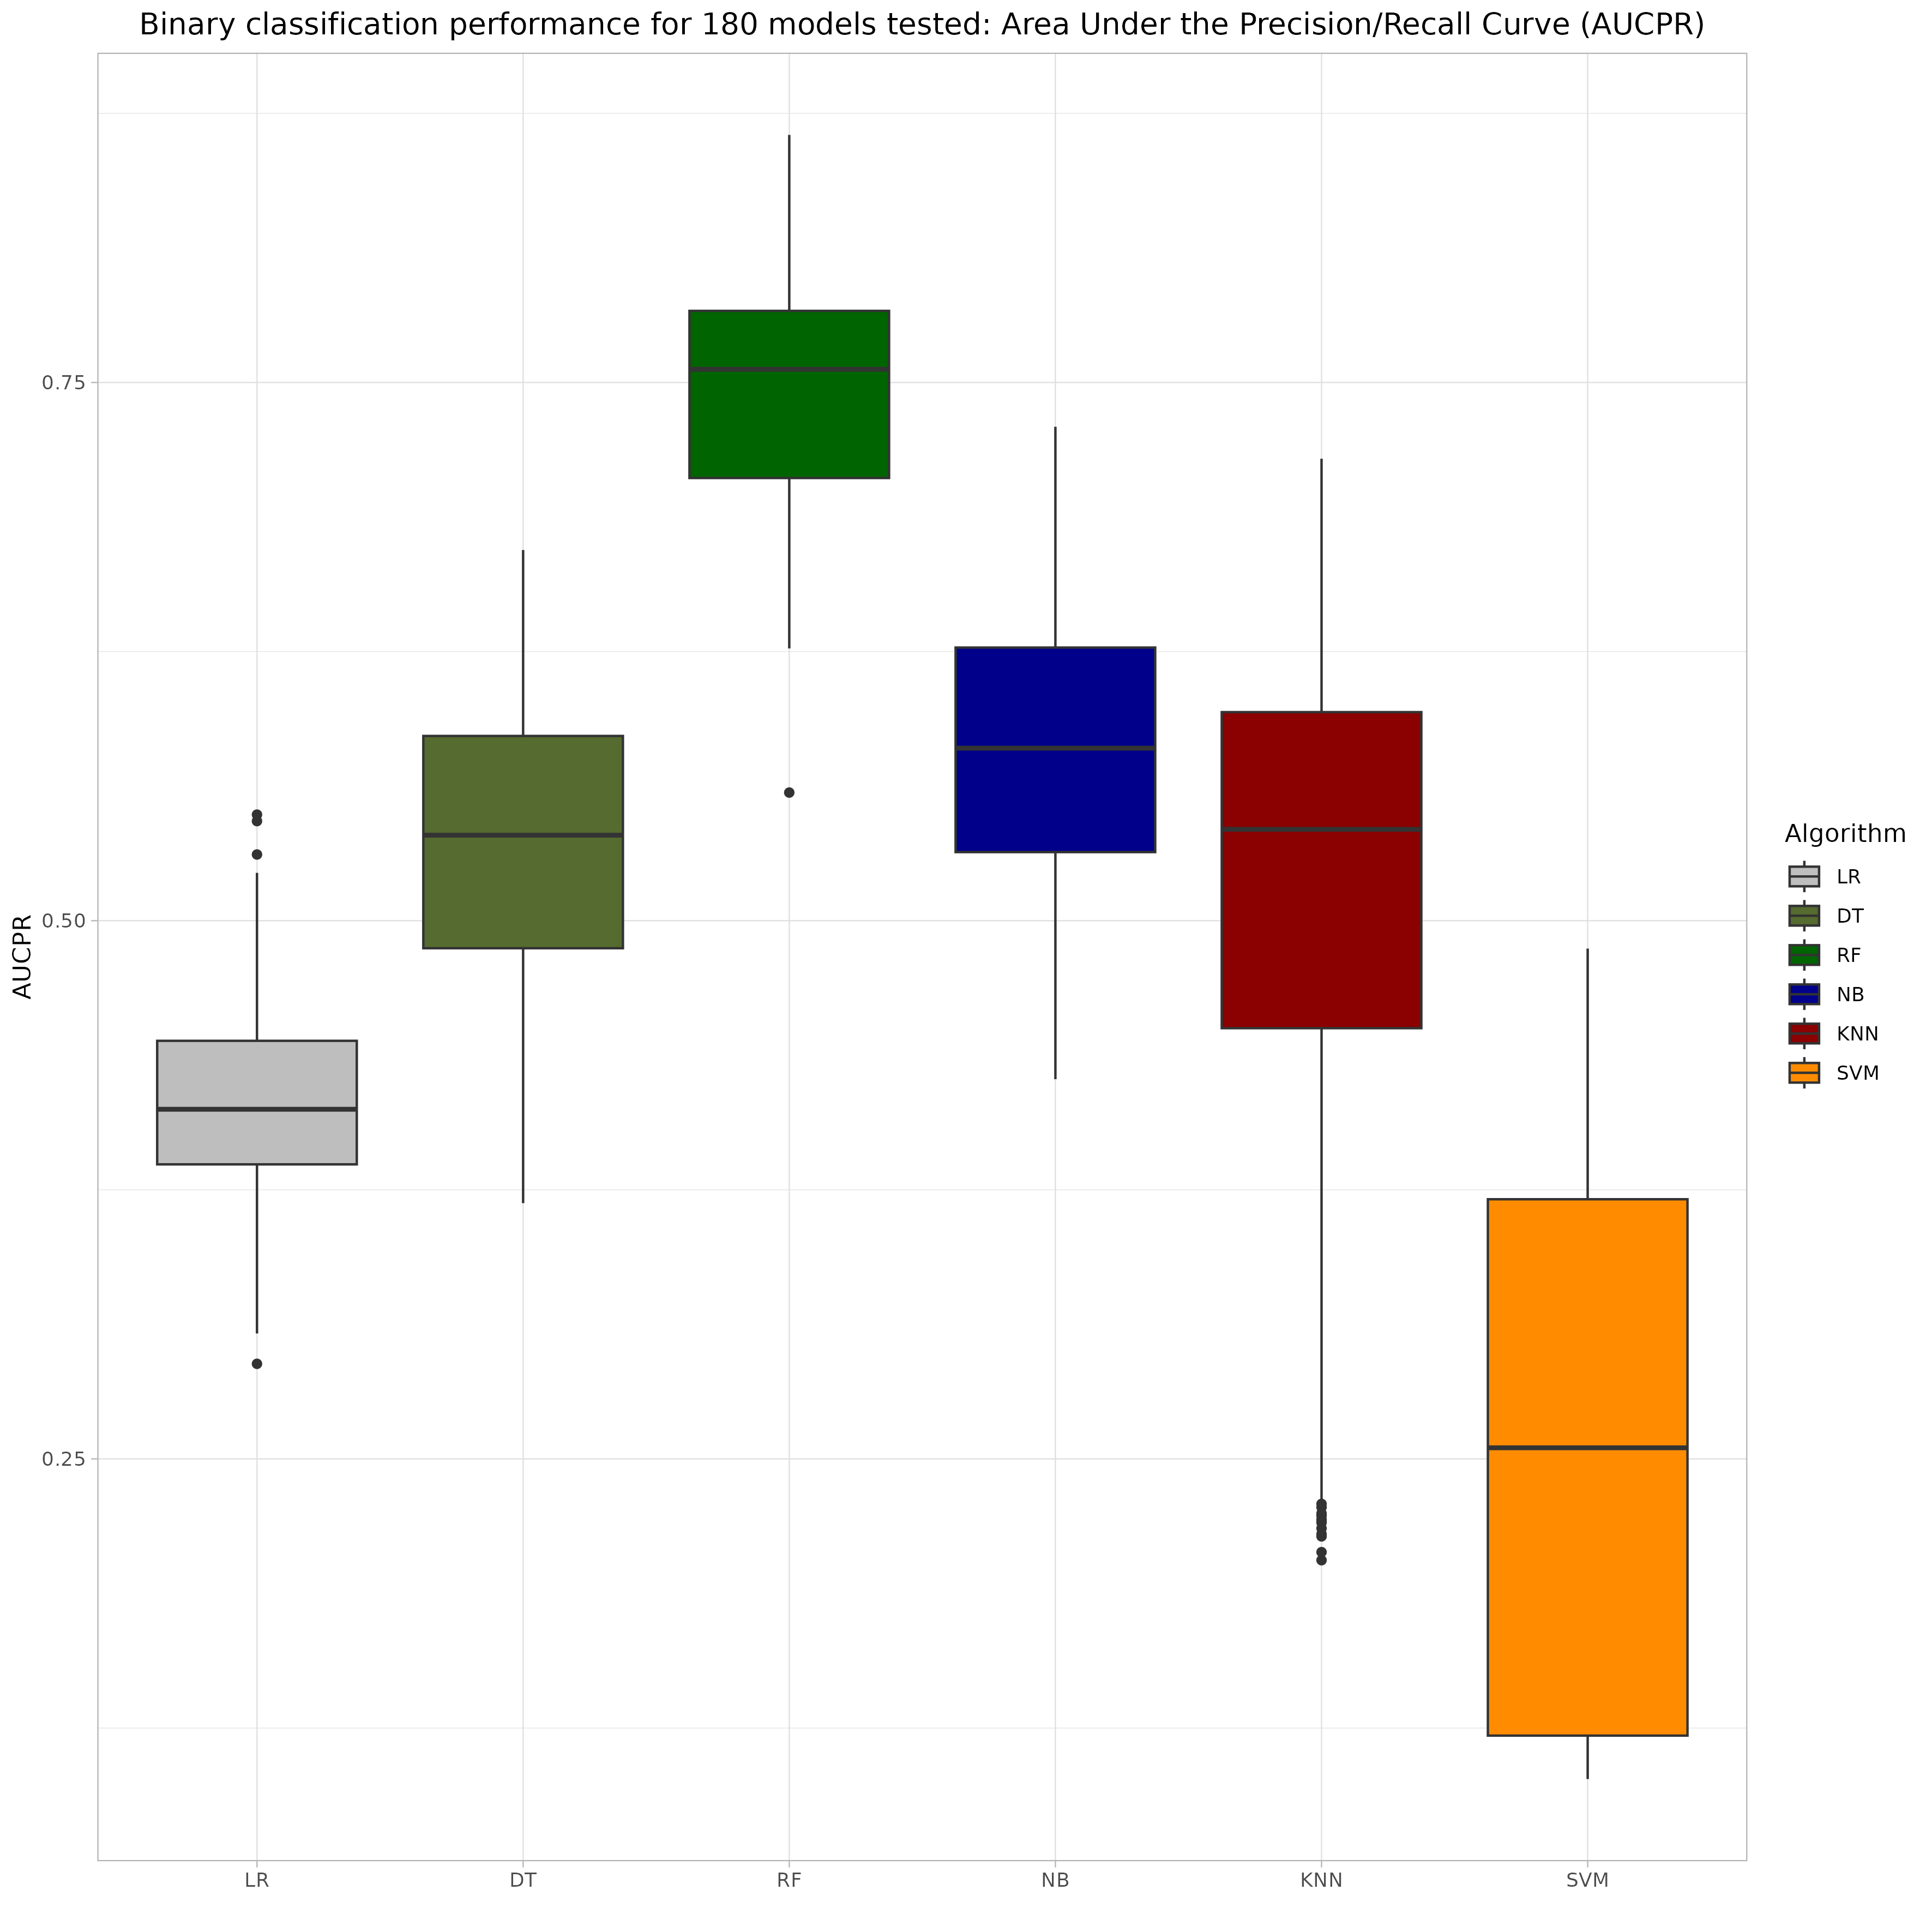 Binary classification performance for 180 models tested: Area Under the Precision/Recall Curve (AUCPR)
AUCPR
0.75
0.50
0.25
LR
DT
RF
NB
KNN
SVM
Algorithm
LR
DT
RF
NB
KNN
SVM